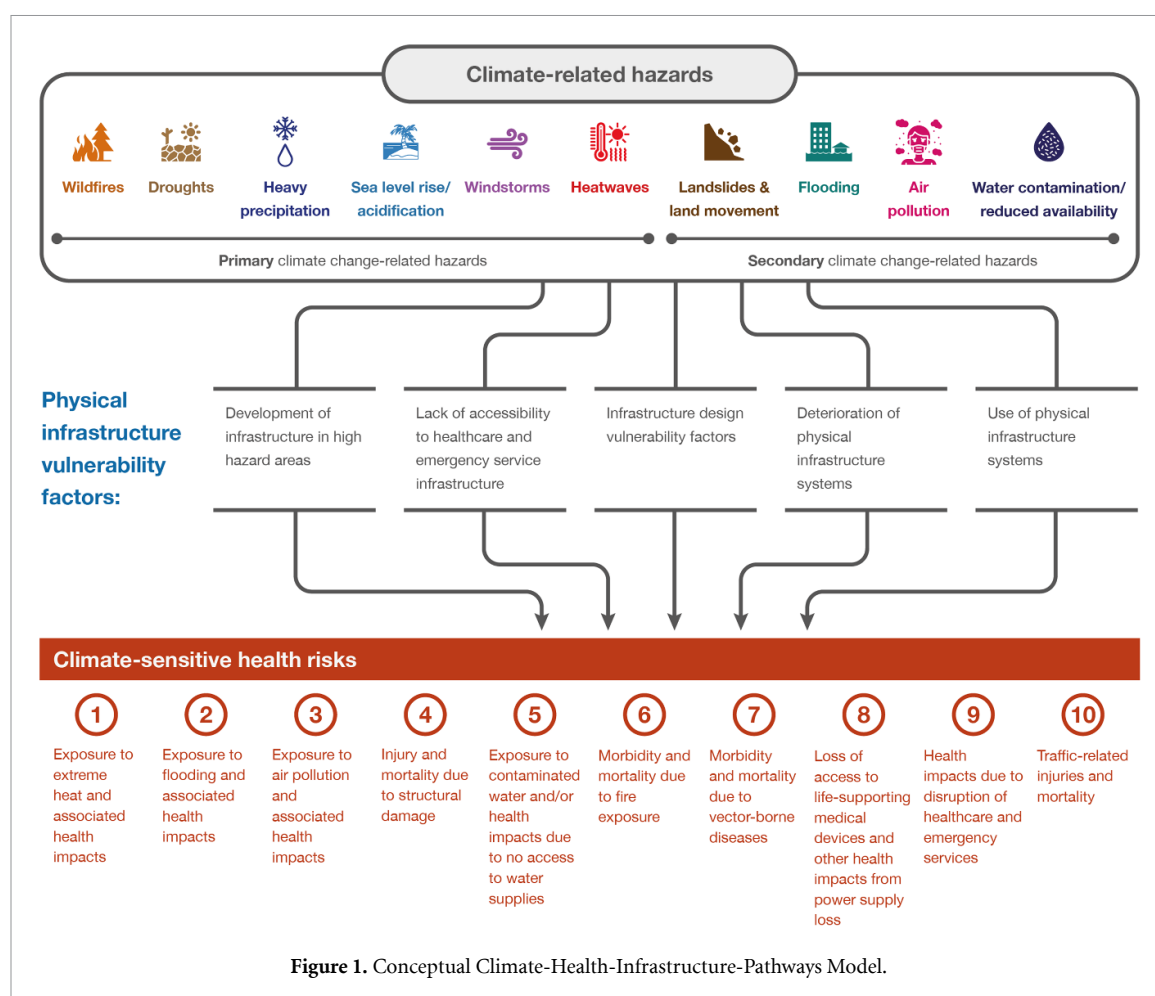 Climate-related hazards
Wildfires
Droughts
Heavy
precipitation
Sea level rise/
acidification
Windstorms
Heatwaves
Landslides &
land movement
Flooding
Air
pollution
Water contamination/
reduced availability
Primary climate change-related hazards
Secondary climate change-related hazards
Physical
infrastructure
vulnerability
factors:
Development of
infrastructure in high
hazard areas
Lack of accessibility
to healthcare and
emergency service
infrastructure
Infrastructure design
vulnerability factors
Deterioration of
physical
infrastructure
systems
Use of physical
infrastructure
systems
Climate-sensitive health risks
1
Exposure to
extreme
heat and
associated
health
impacts
2
Exposure to
flooding and
associated
health
impacts
3
Exposure to
air pollution
and
associated
health
impacts
4
Injury and
mortality due
to structural
damage
5
Exposure to
contaminated
water and/or
health
impacts due
to no access
to water
supplies
6
Morbidity and
mortality due
to fire
exposure
7
Morbidity
and mortality
due to
vector-borne
diseases
8
Loss of
access to
life-supporting
medical
devices and
other health
impacts from
power supply
loss
9
Health
impacts due to
disruption of
healthcare and
emergency
services
10
Traffic-related
injuries and
mortality
Figure 1. Conceptual Climate-Health-Infrastructure-Pathways Model.